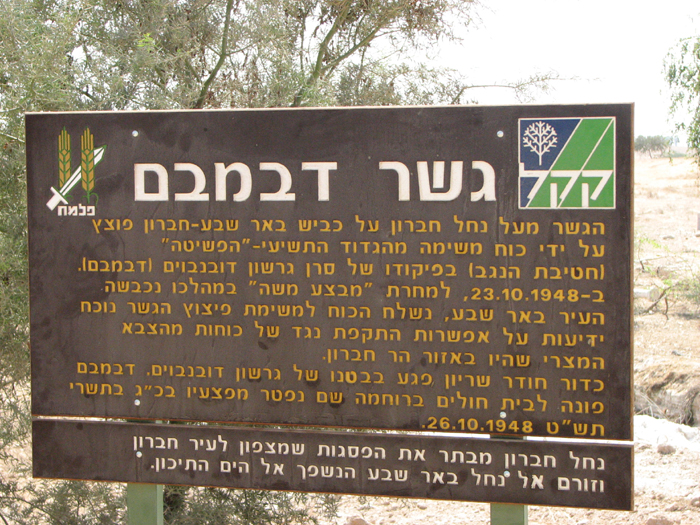 קקל
פלמח
גשר דבמבם
הגשר מעל נחל חברון על כביש באר שבע-חברון פוצץ
על ידי כוח משימה מהגדוד התשיעי-"הפשיטה"
(חטיבת הנגב) בפיקודו של סרן גרשון דובנבוים (דבמבם).
ב-23.10.1948, למחרת "מבצע משה" במהלכו נכבשה
העיר באר שבע, נשלח הכוח למשימת פיצוץ הגשר נוכח
ידיעות על אפשרות התקפת נגד של כוחות מהצבא
המצרי שהיו באזור הר חברון.
כדור חודר שריון פגע בבטנו של גרשון דובנבוים. דבמבם
פונה לבית חולים ברוחמה שם נפטר מפצעיו בכ"ג בתשרי
תש"ט 26.10.1948.
נחל חברון מבתר את הפסגות שמצפון לעיר חברון
וזורם אל נחל באר שבע הנשפך אל הים התיכון.